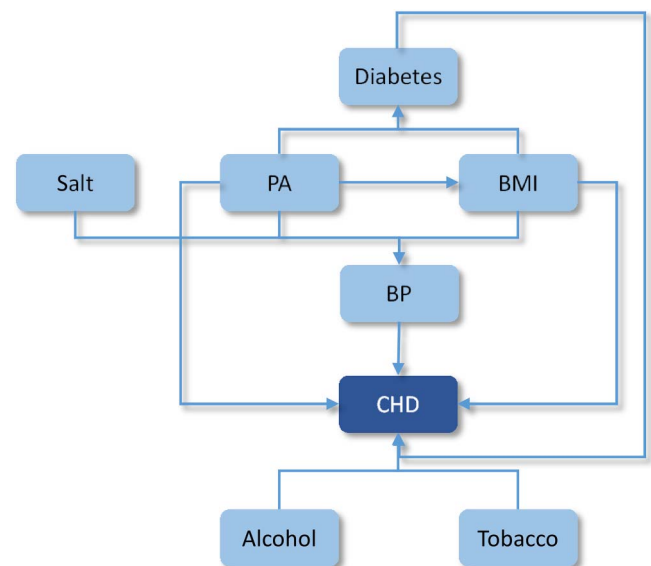 Diabetes
Salt
PA
BMI
BP
CHD
Alcohol
Tobacco